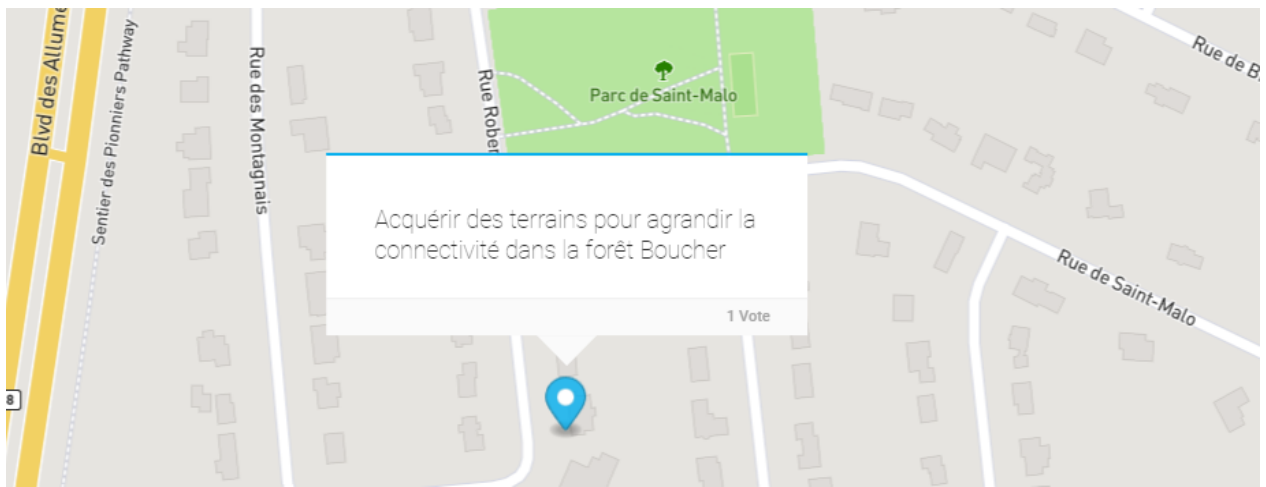 Blvd des Allume
Sentier des Pionniers Pathway
Rue des Montagnais
Rue Rober
Parc de Saint-Malo
Rue de B
Acquérir des terrains pour agrandir la
connectivité dans la forêt Boucher
1 Vote
Rue de Saint-Malo
8